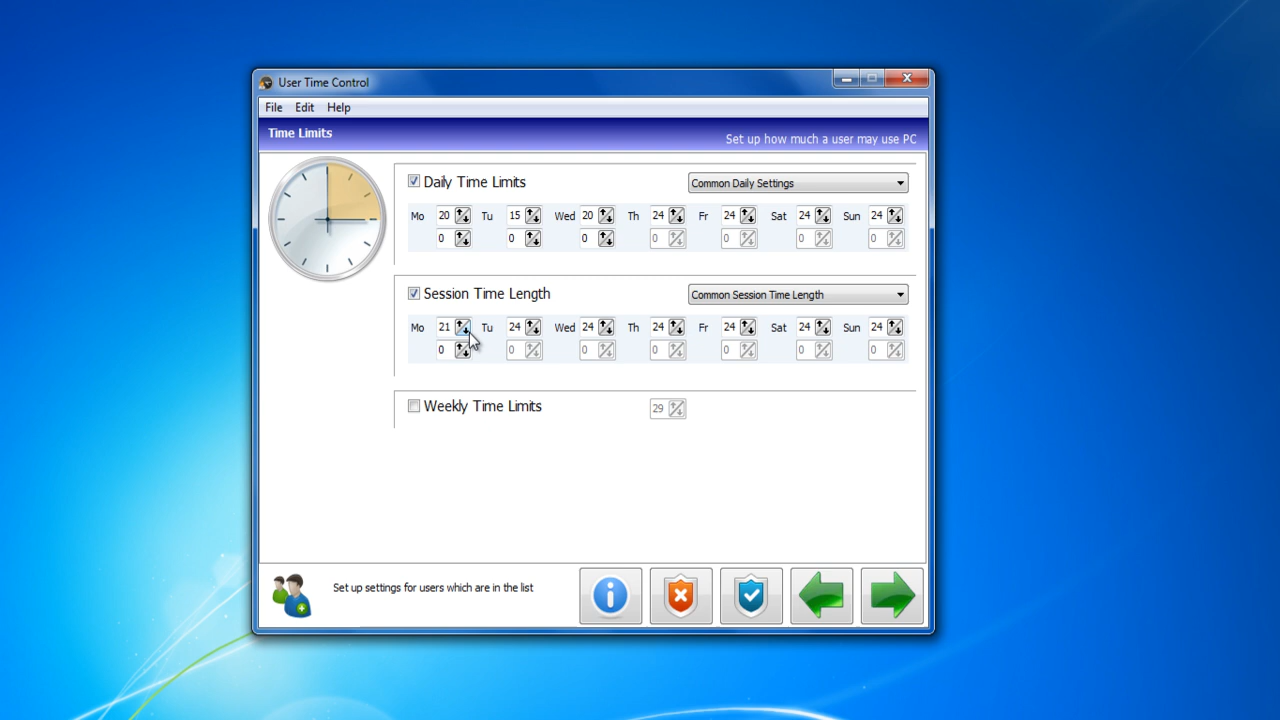 User Time Control
File Edit Help
Time Limits
Set up how much a user may use PC
Daily Time Limits
Common Daily Settings
Mo 20 Tu 15 Wed 20 Th 24 Fr 24 Sat 24 Sun 24
0 0 0 0 0 0 0
Session Time Length
Common Session Time Length
Mo 21 Tu 24 Wed 24 Th 24 Fr 24 Sat 24 Sun 24
0 0 0 0 0 0 0
Weekly Time Limits 29
Set up settings for users which are in the list